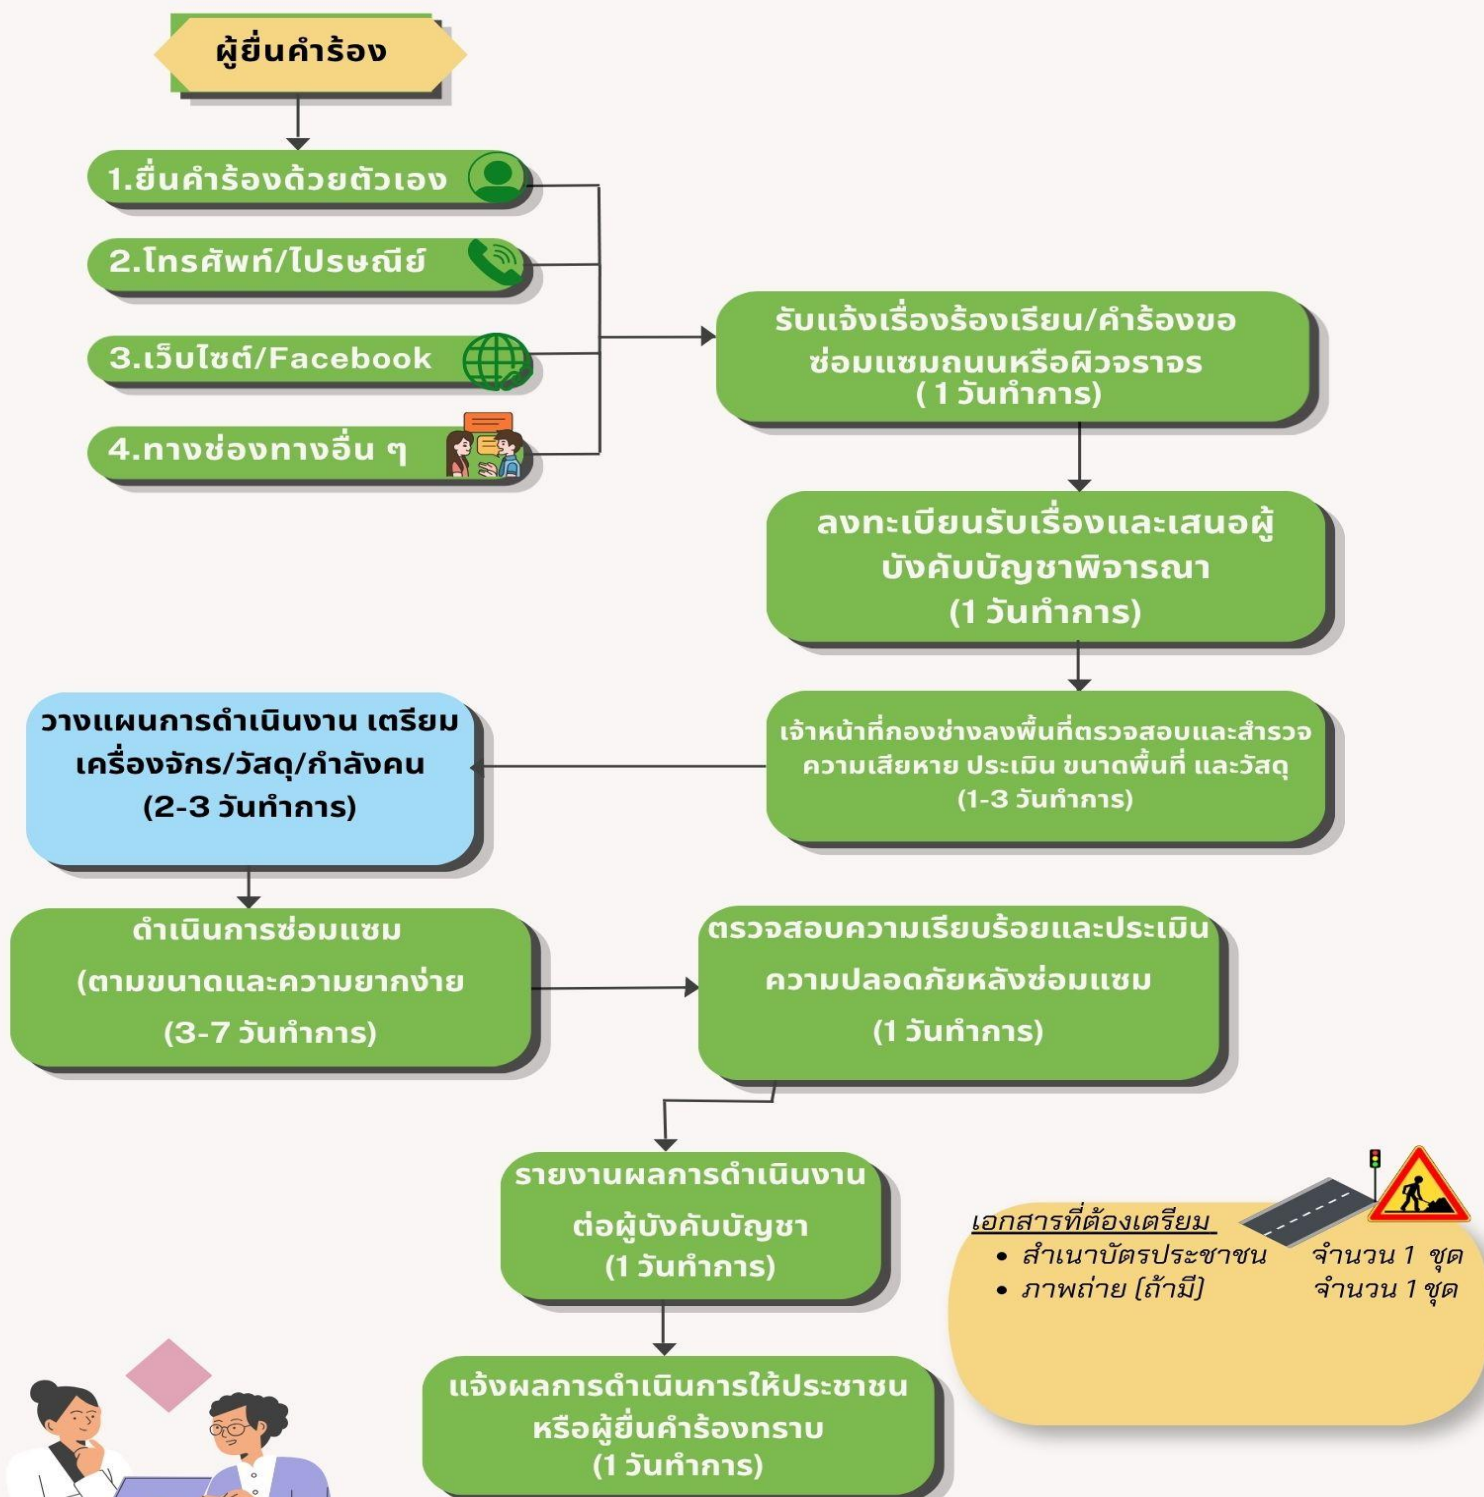 ผู้ยื่นคำร้อง
1.ยื่นคำร้องด้วยตัวเอง
2.โทรศัพท์/ไปรษณีย์
3.เว็บไซต์/Facebook
4.ทางช่องทางอื่น ๆ
รับแจ้งเรื่องร้องเรียน/คำร้องขอ
ซ่อมแซมถนนหรือผิวจราจร
( 1 วันทำการ)
ลงทะเบียนรับเรื่องและเสนอผู้
บังคับบัญชาพิจารณา
(1 วันทำการ)
เจ้าหน้าที่กองช่างลงพื้นที่ตรวจสอบและสำรวจ
ความเสียหาย ประเมิน ขนาดพื้นที่ และวัสดุ
(1-3 วันทำการ)
วางแผนการดำเนินงาน เตรียม
เครื่องจักร/วัสดุ/กำลังคน
(2-3 วันทำการ)
ดำเนินการซ่อมแซม
(ตามขนาดและความยากง่าย
(3-7 วันทำการ)
ตรวจสอบความเรียบร้อยและประเมิน
ความปลอดภัยหลังซ่อมแซม
(1 วันทำการ)
รายงานผลการดำเนินงาน
ต่อผู้บังคับบัญชา
(1 วันทำการ)
แจ้งผลการดำเนินการให้ประชาชน
หรือผู้ยื่นคำร้องทราบ
(1 วันทำการ)
เอกสารที่ต้องเตรียม
• สำเนาบัตรประชาชน จำนวน 1 ชุด
• ภาพถ่าย (ถ้ามี) จำนวน 1 ชุด